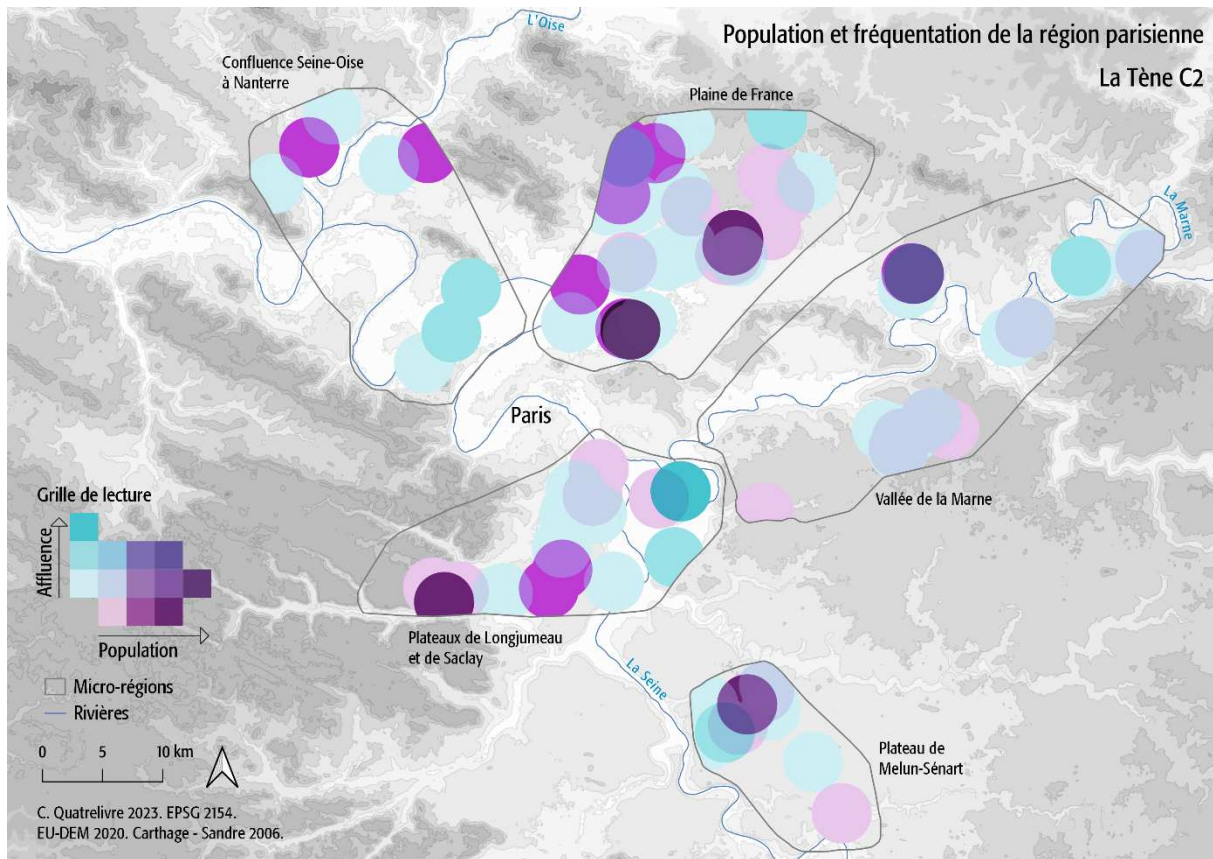 Population et fréquentation de la région parisienne
La Tène C2
L'Oise
Confluence Seine-Oise
à Nanterre
Plaine de France
La Marne
Paris
Vallée de la Marne
Grille de lecture
Affluence
Population
Plateaux de Longjumeau
et de Saclay
La Seine
Micro-régions
Rivières
Plateau de
Melun-Sénart
0 5 10 km
C. Quatrelivre 2023. EPSG 2154.
EU-DEM 2020. Carthage - Sandre 2006.